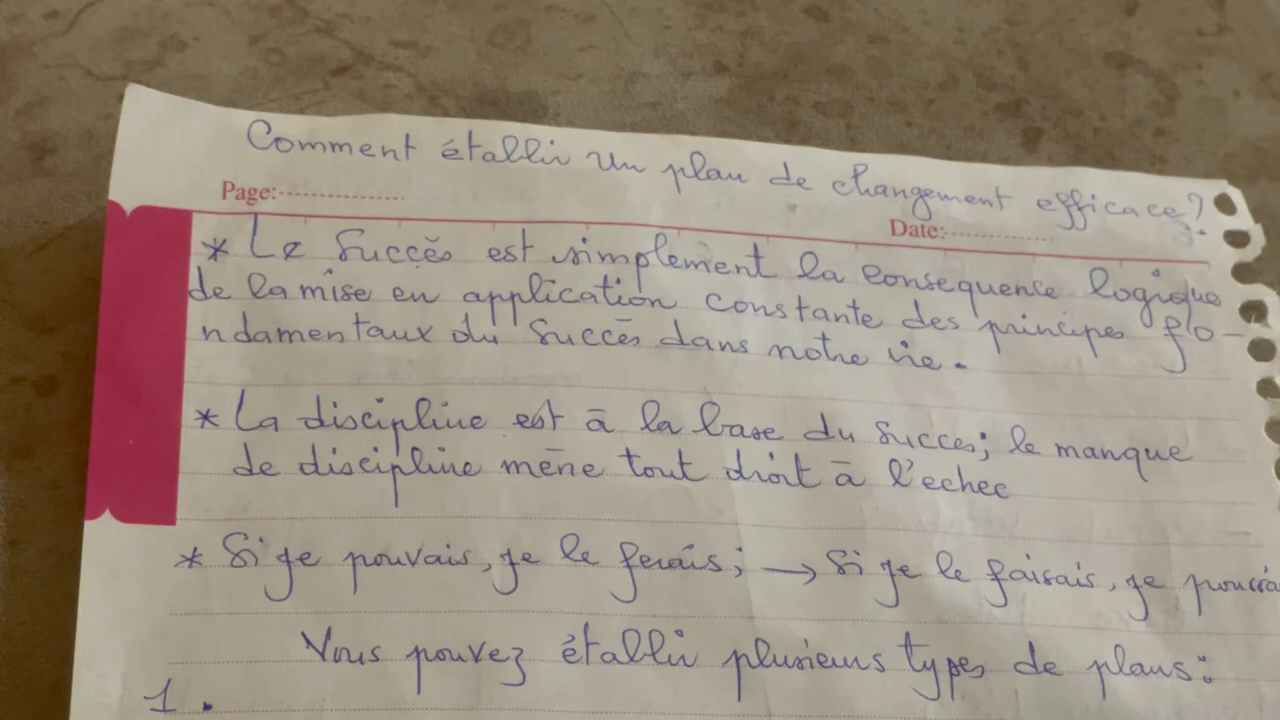 Comment établir un plan de changement efficace?
Page:
Date:
* Le Succès est simplement la consequence logique
de la mise en application constante des principes fo-
ndamentaux du Succès dans notre vie.
* La discipline est à la base du Succes; le manque
de discipline mène tout droit à l'echec
* Si je pouvais, je le ferais; → Si je le faisais, je pourra
Vous pouvez établir plusieurs types de plans:
1.